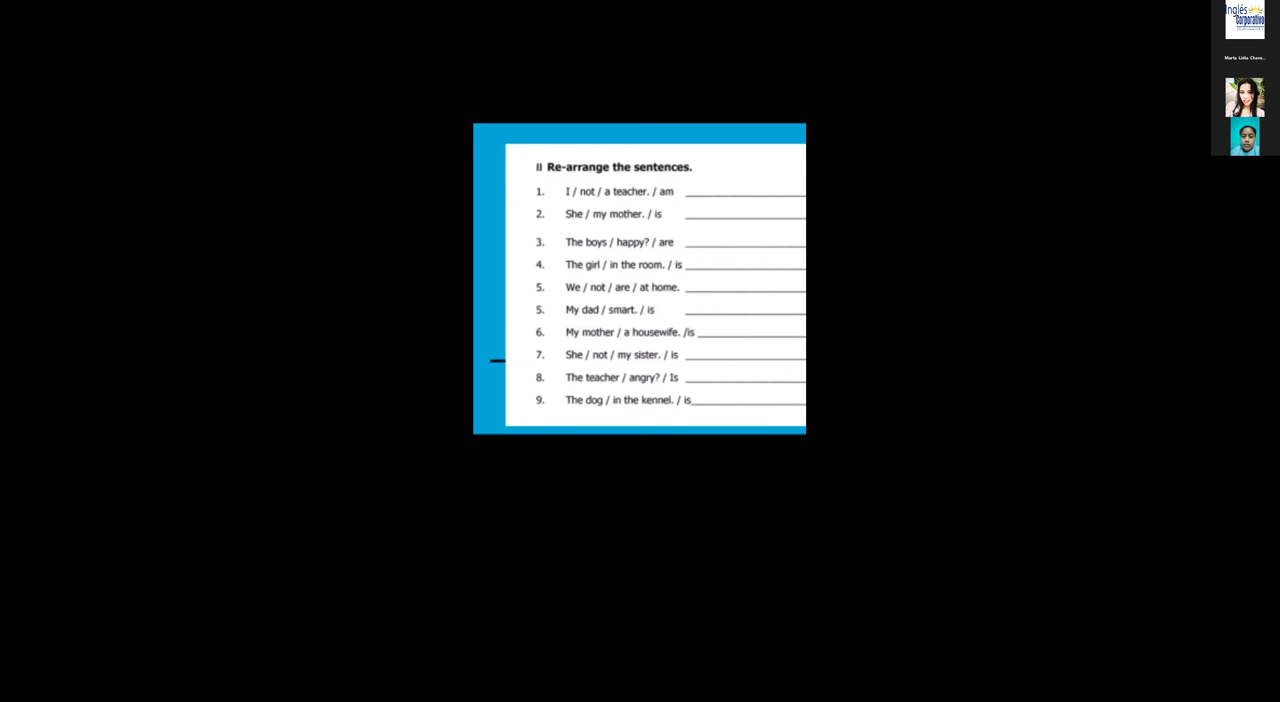 Inglés
Corporativo
Maria Lidia Chave...
II Re-arrange the sentences.
1. I / not / a teacher. / am
2. She / my mother. / is
3. The boys / happy? / are
4. The girl / in the room. / is
5. We / not / are / at home.
5. My dad / smart. / is
6. My mother / a housewife. /is
7. She / not / my sister. / is
8. The teacher / angry? / Is
9. The dog / in the kennel. / is